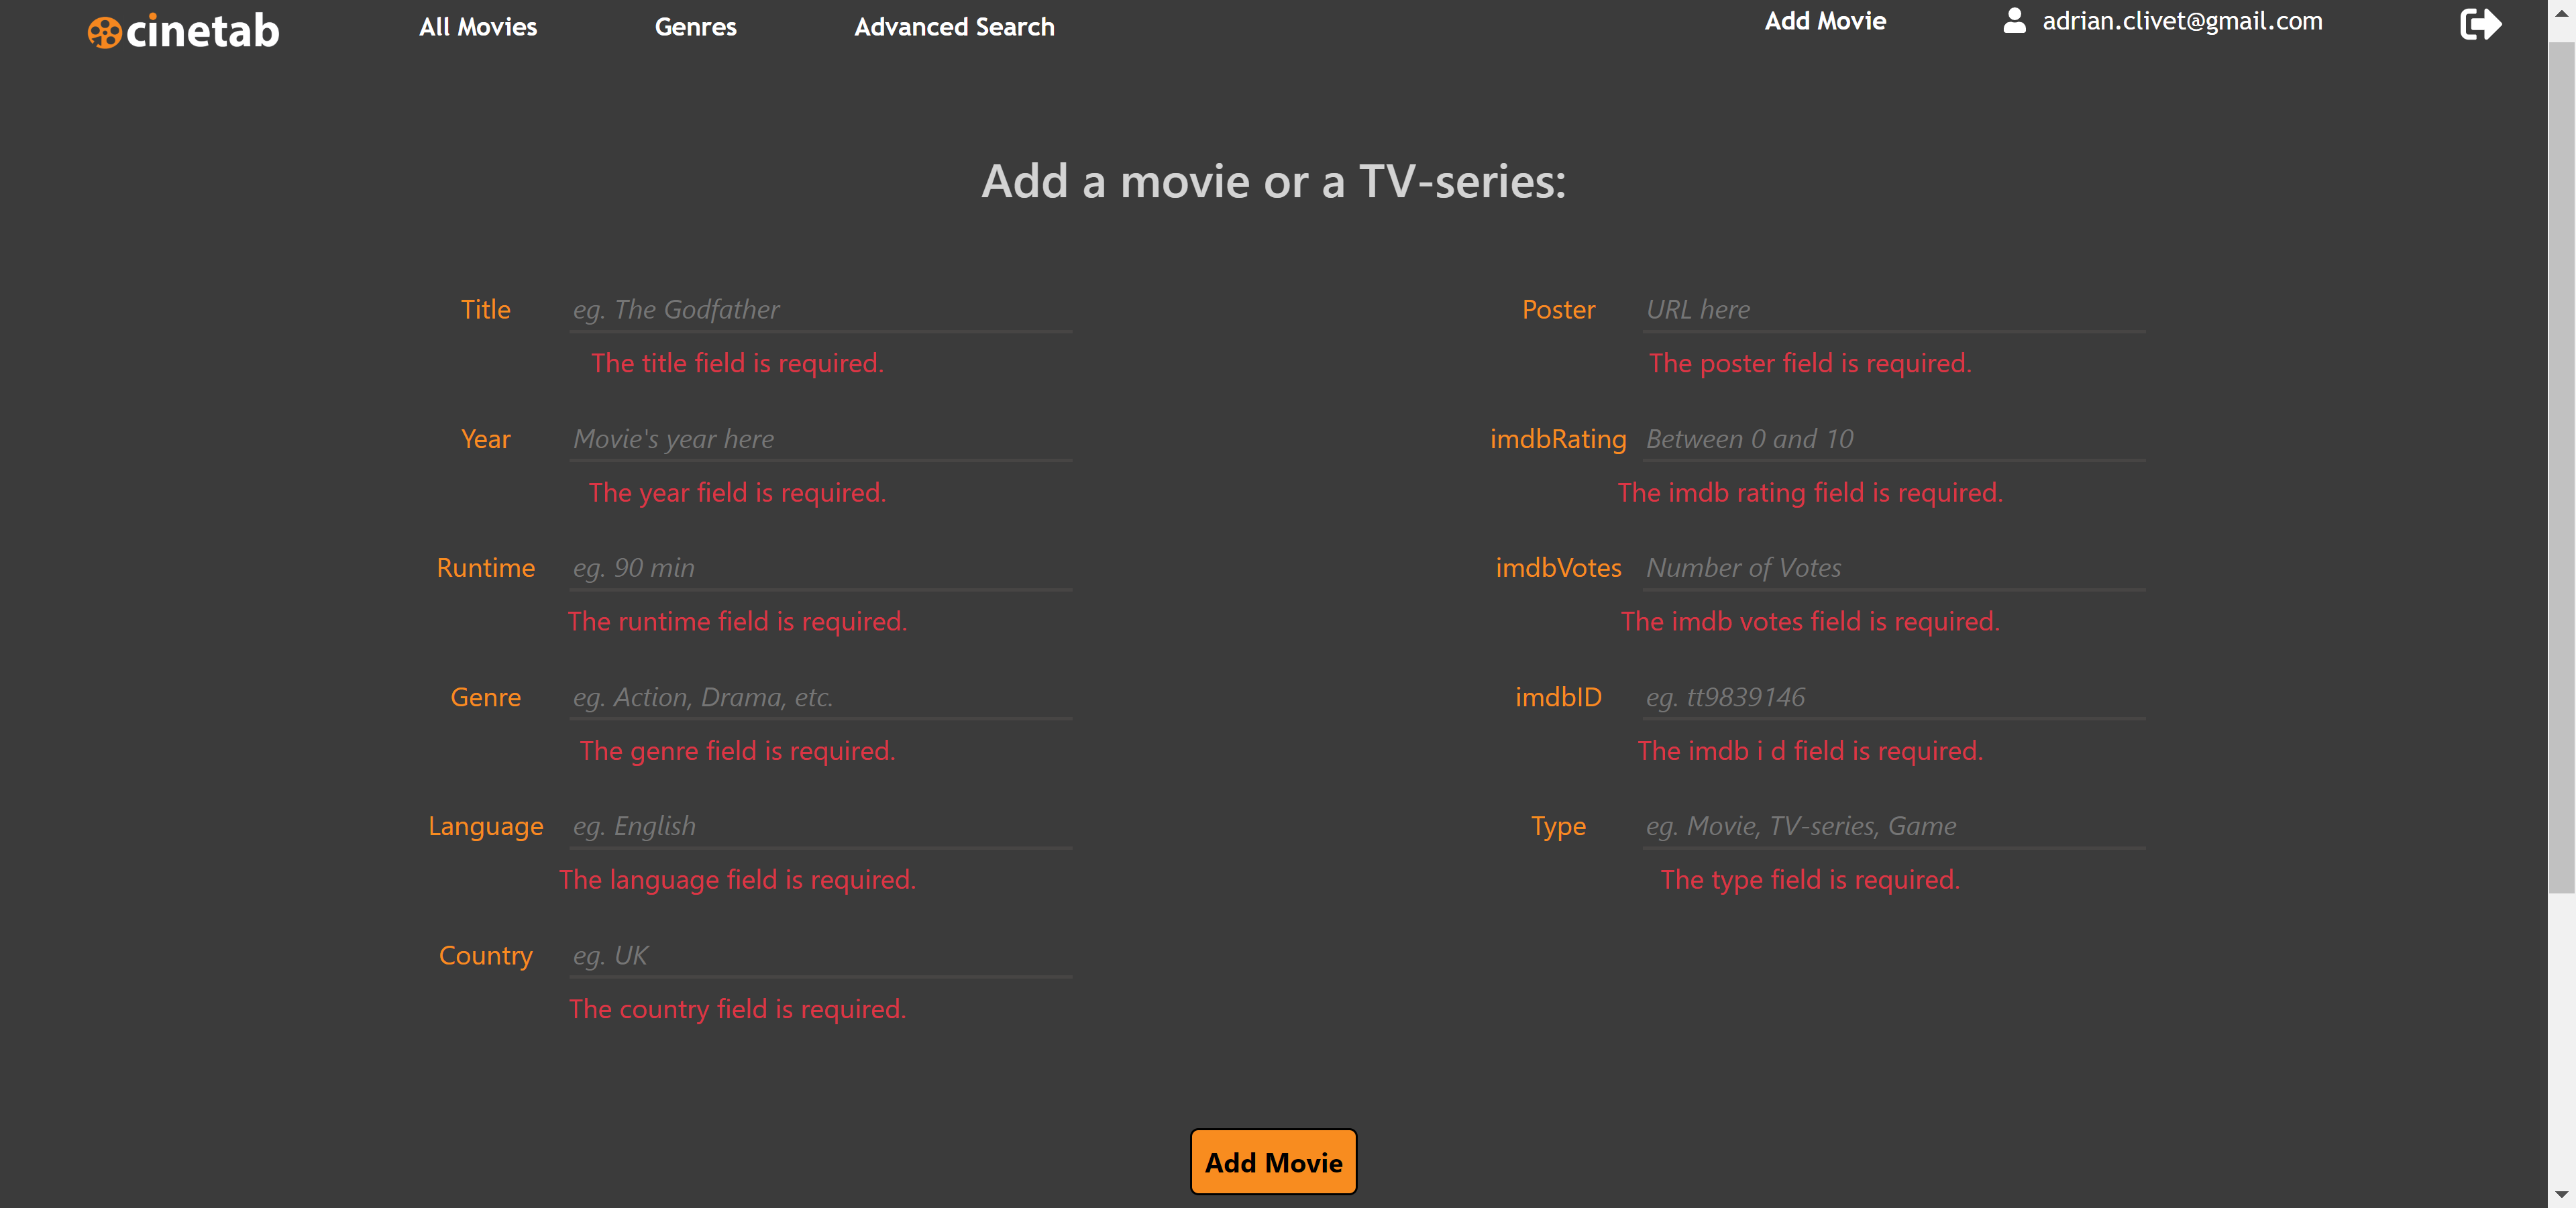 cinetab
All Movies
Genres
Advanced Search
Add Movie
adrian.clivet@gmail.com
Add a movie or a TV-series:
Title
eg. The Godfather
The title field is required.
Year
Movie's year here
The year field is required.
Runtime
eg. 90 min
The runtime field is required.
Genre
eg. Action, Drama, etc.
The genre field is required.
Language
eg. English
The language field is required.
Country
eg. UK
The country field is required.
Poster
URL here
The poster field is required.
imdbRating
Between 0 and 10
The imdb rating field is required.
imdbVotes
Number of Votes
The imdb votes field is required.
imdbID
eg. tt9839146
The imdb i d field is required.
Type
eg. Movie, TV-series, Game
The type field is required.
Add Movie